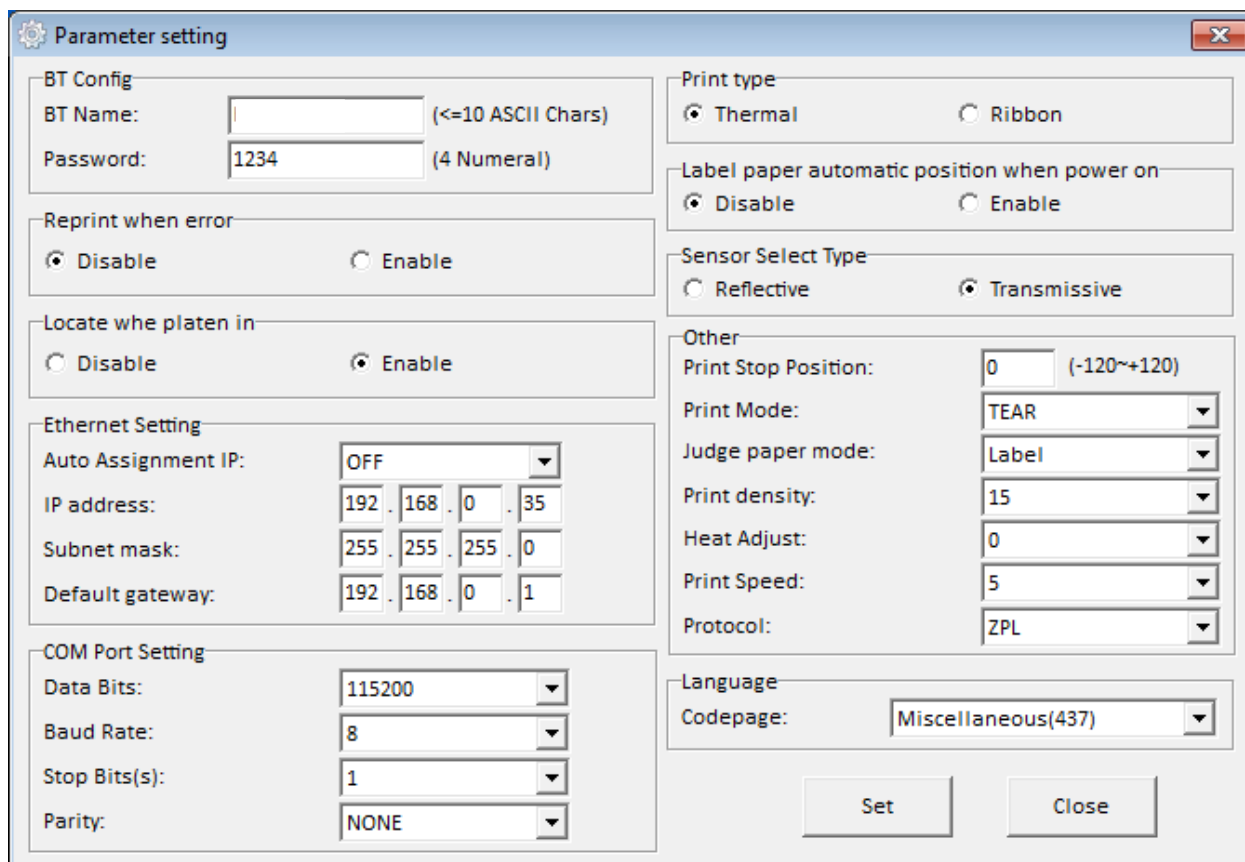 Parameter setting
BT Config
BT Name: (<=10 ASCII Chars)
Password: 1234 (4 Numeral)
Reprint when error
Disable Enable
Locate whe platen in
Disable Enable
Ethernet Setting
Auto Assignment IP: OFF
IP address: 192 . 168 . 0 . 35
Subnet mask: 255 . 255 . 255 . 0
Default gateway: 192 . 168 . 0 . 1
COM Port Setting
Data Bits: 115200
Baud Rate: 8
Stop Bits(s): 1
Parity: NONE
Print type
Thermal Ribbon
Label paper automatic position when power on
Disable Enable
Sensor Select Type
Reflective Transmissive
Other
Print Stop Position: 0 (-120~+120)
Print Mode: TEAR
Judge paper mode: Label
Print density: 15
Heat Adjust: 0
Print Speed: 5
Protocol: ZPL
Language
Codepage: Miscellaneous(437)
Set Close